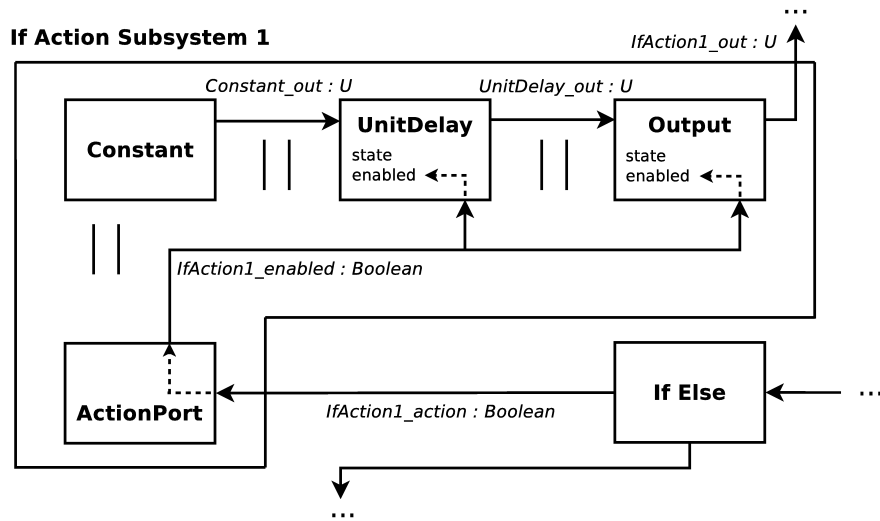 ...
If Action Subsystem 1
IfAction1_out : U
Constant_out : U
UnitDelay_out : U
Constant
UnitDelay
state
enabled
Output
state
enabled
IfAction1_enabled : Boolean
ActionPort
IfAction1_action : Boolean
If Else
...
...